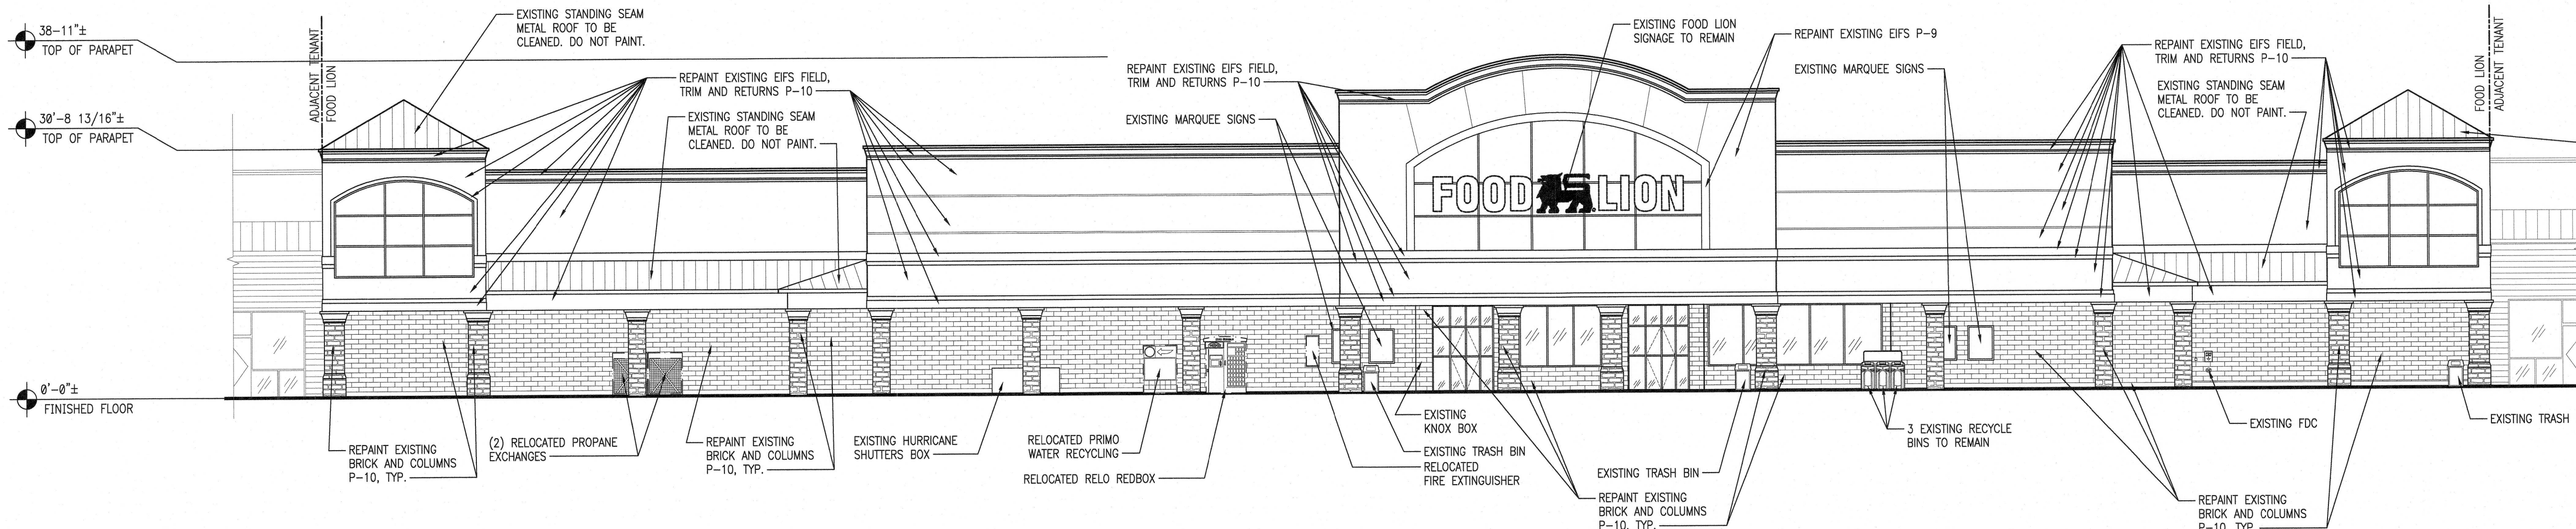 38-11"±
TOP OF PARAPET
30'-8 13/16"±
TOP OF PARAPET
0'-0"±
FINISHED FLOOR
ADJACENT TENANT
FOOD LION
EXISTING STANDING SEAM
METAL ROOF TO BE
CLEANED. DO NOT PAINT.
REPAINT EXISTING EIFS FIELD,
TRIM AND RETURNS P-10
EXISTING STANDING SEAM
METAL ROOF TO BE
CLEANED. DO NOT PAINT.
REPAINT EXISTING EIFS FIELD,
TRIM AND RETURNS P-10
EXISTING MARQUEE SIGNS
EXISTING FOOD LION
SIGNAGE TO REMAIN
REPAINT EXISTING EIFS P-9
EXISTING MARQUEE SIGNS
REPAINT EXISTING EIFS FIELD,
TRIM AND RETURNS P-10
EXISTING STANDING SEAM
METAL ROOF TO BE
CLEANED. DO NOT PAINT.
FOOD LION
ADJACENT TENANT
FOOD LION
REPAINT EXISTING
BRICK AND COLUMNS
P-10, TYP.
(2) RELOCATED PROPANE
EXCHANGES
REPAINT EXISTING
BRICK AND COLUMNS
P-10, TYP.
EXISTING HURRICANE
SHUTTERS BOX
RELOCATED PRIMO
WATER RECYCLING
RELOCATED RELO REDBOX
EXISTING
KNOX BOX
EXISTING TRASH BIN
RELOCATED
FIRE EXTINGUISHER
EXISTING TRASH BIN
REPAINT EXISTING
BRICK AND COLUMNS
P-10, TYP.
3 EXISTING RECYCLE
BINS TO REMAIN
EXISTING FDC
EXISTING TRASH
REPAINT EXISTING
BRICK AND COLUMNS
P-10 TYP